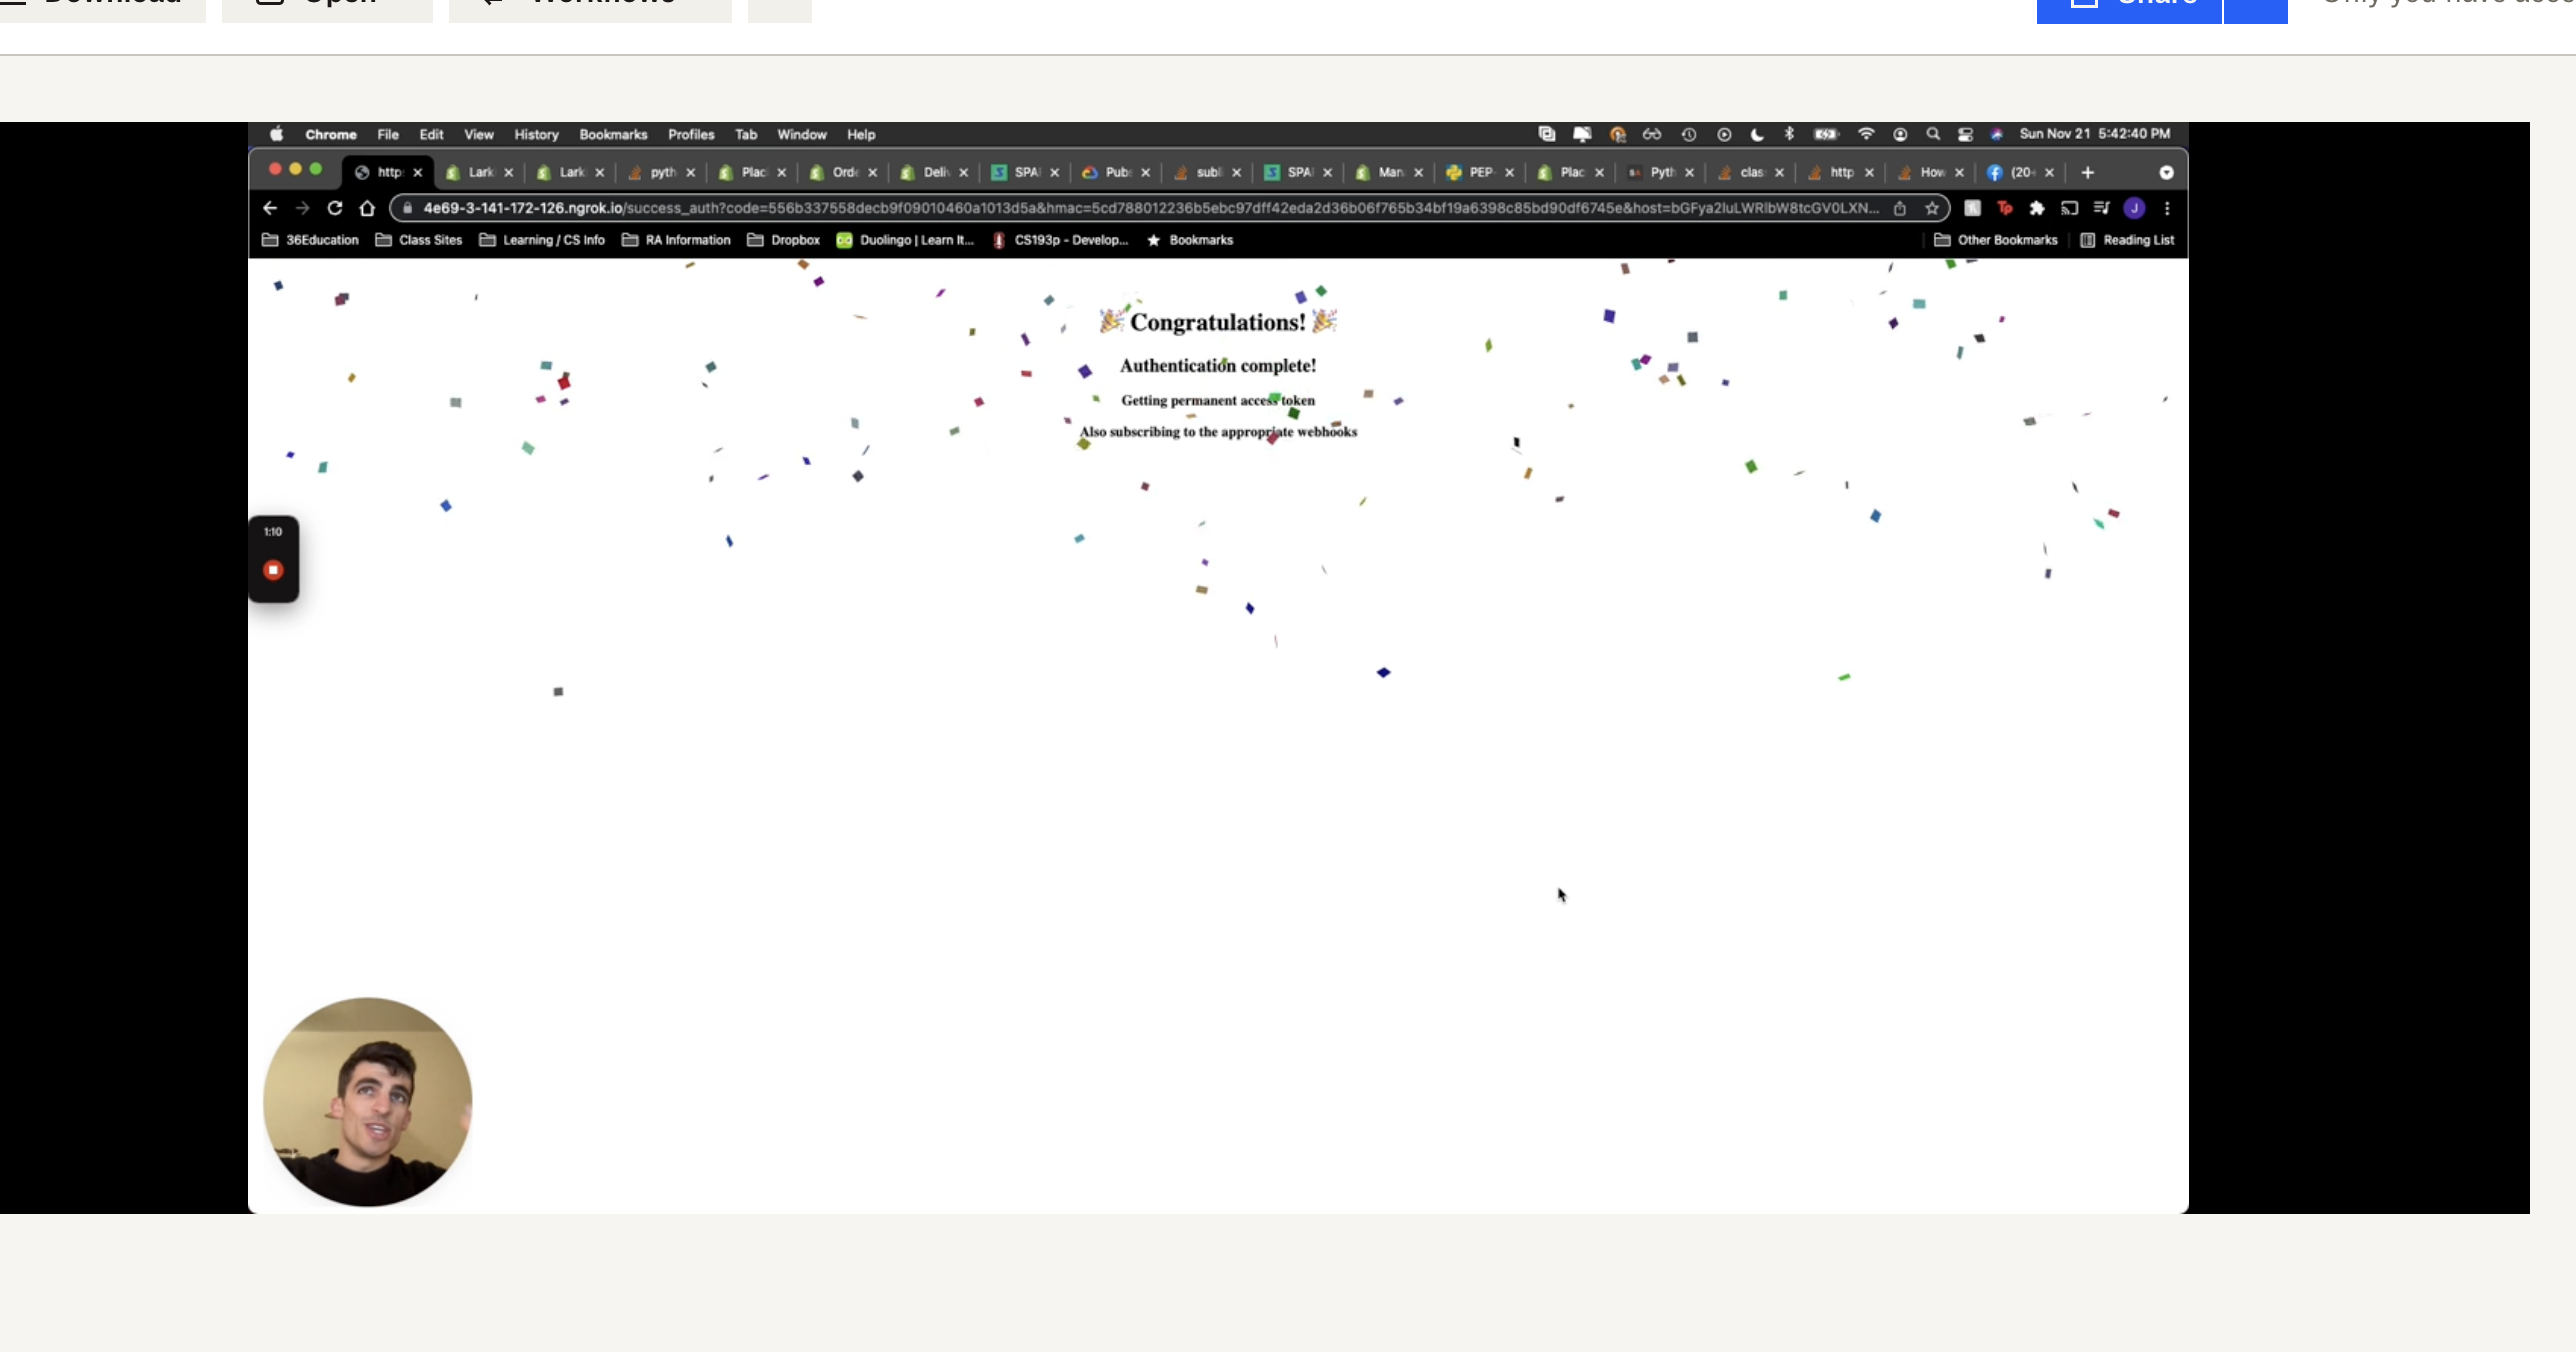 Download Open Workflows Share Only you have
Chrome File Edit View History Bookmarks Profiles Tab Window Help Sun Nov 21 5:42:40 PM
http Lark Lark pyth Plac Orde Deliv SPA Pub subl SPA Man PEP Plac Pyth clas http How (20
4e69-3-141-172-126.ngrok.io/success_auth?code=556b337558decb9f09010460a1013d5a&hmac=5cd788012236b5ebc97dff42eda2d36b06f765b34bf19a6398c85bd90df6745e&host=bGFya2luLWRlbW8tcGV0LXN...
Tp
J
36Education Class Sites Learning / CS Info RA Information Dropbox Duolingo | Learn It... CS193p - Develop... Bookmarks Other Bookmarks Reading List
Congratulations!
Authentication complete!
Getting permanent access token
Also subscribing to the appropriate webhooks
1:10